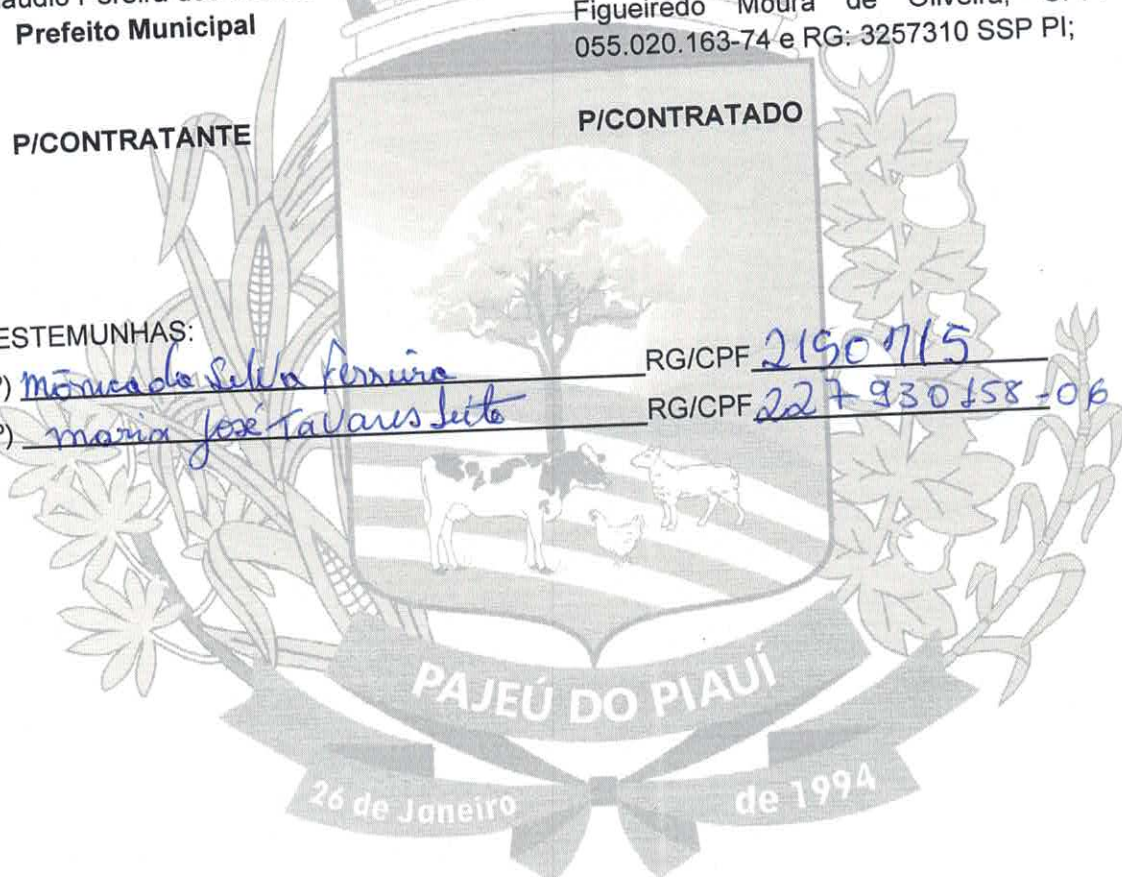 Prefeito Municipal
Figueiredo Moura de Oliveira,
055.020.163-74 e RG: 3257310 SSP PI;
P/CONTRATANTE
P/CONTRATADO
ESTEMUNHAS:
º) mônica da Silva Ferreira RG/CPF 2190715
º) maria José Tavares Leite RG/CPF 227 930 158-06
PAJEÚ DO PIAUÍ
26 de Janeiro de 1994